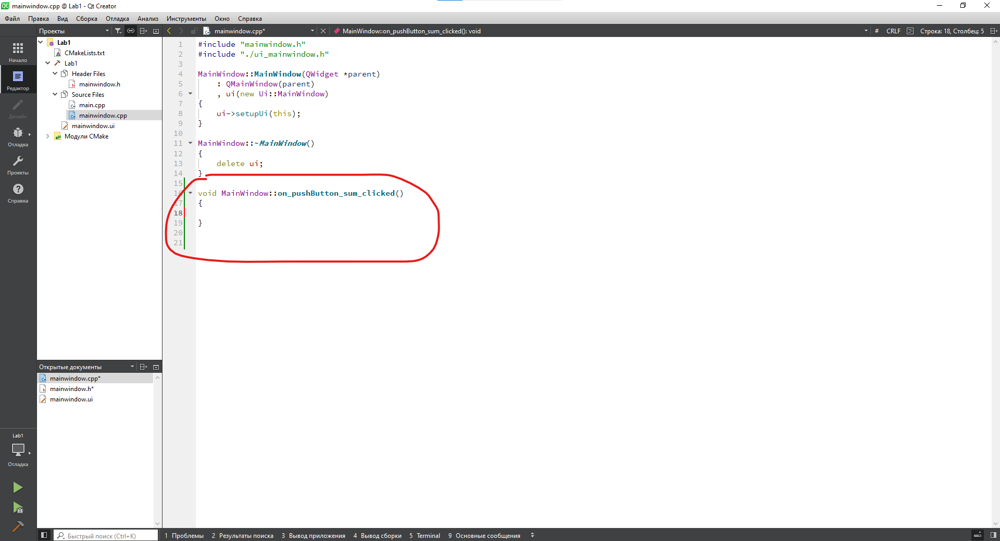 mainwindow.cpp @ Lab1 - Qt Creator
Файл Правка Вид Сборка Отладка Анализ Инструменты Окно Справка
Проекты
mainwindow.cpp*
MainWindow::on_pushButton_sum_clicked(): void
# CRLF Строка: 18, Столбец: 5
Начало
Редактор
Дизайн
Отладка
Проекты
Справка
Lab1
CMakeLists.txt
Lab1
Header Files
mainwindow.h
Source Files
main.cpp
mainwindow.cpp
mainwindow.ui
Модули CMake
1 #include "mainwindow.h"
2 #include "./ui_mainwindow.h"
3
4 MainWindow::MainWindow(QWidget *parent)
5 : QMainWindow(parent)
6 , ui(new Ui::MainWindow)
7 {
8 ui->setupUi(this);
9 }
10
11 MainWindow::~MainWindow()
12 {
13 delete ui;
14 }
15
16 void MainWindow::on_pushButton_sum_clicked()
17 {
18
19 }
20
21
Открытые документы
mainwindow.cpp*
mainwindow.h*
mainwindow.ui
Lab1
Отладка
Быстрый поиск (Ctrl+K)
1 Проблемы 2 Результаты поиска 3 Вывод приложения 4 Вывод сборки 5 Terminal 9 Основные сообщения